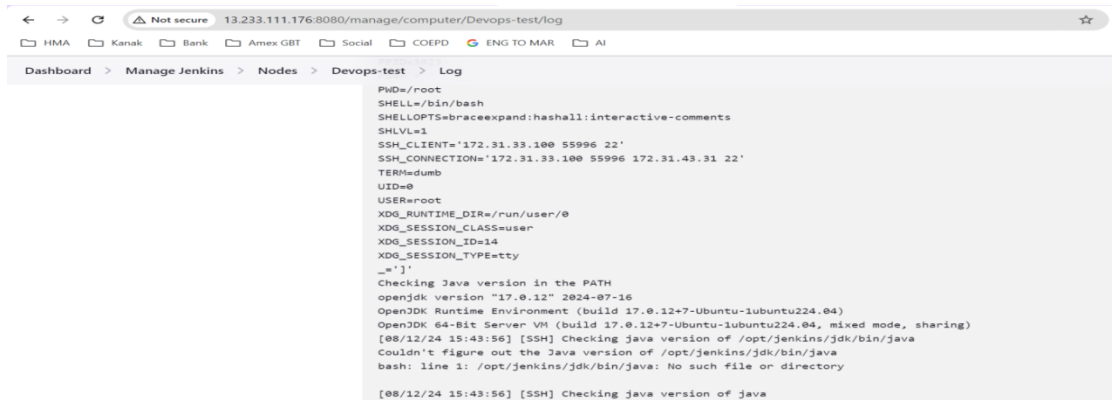 Not secure 13.233.111.176:8080/manage/computer/Devops-test/log
HMA Kanak Bank Amex GBT Social COEPD G ENG TO MAR AI
Dashboard > Manage Jenkins > Nodes > Devops-test > Log
PWD=/root
SHELL=/bin/bash
SHELLOPTS=braceexpand:hashall:interactive-comments
SHLVL=1
SSH_CLIENT='172.31.33.100 55996 22'
SSH_CONNECTION='172.31.33.100 55996 172.31.43.31 22'
TERM=dumb
UID=0
USER=root
XDG_RUNTIME_DIR=/run/user/0
XDG_SESSION_CLASS=user
XDG_SESSION_ID=14
XDG_SESSION_TYPE=tty
_=']'
Checking Java version in the PATH
openjdk version "17.0.12" 2024-07-16
OpenJDK Runtime Environment (build 17.0.12+7-Ubuntu-1ubuntu224.04)
OpenJDK 64-Bit Server VM (build 17.0.12+7-Ubuntu-1ubuntu224.04, mixed mode, sharing)
[08/12/24 15:43:56] [SSH] Checking java version of /opt/jenkins/jdk/bin/java
Couldn't figure out the Java version of /opt/jenkins/jdk/bin/java
bash: line 1: /opt/jenkins/jdk/bin/java: No such file or directory
[08/12/24 15:43:56] [SSH] Checking java version of java